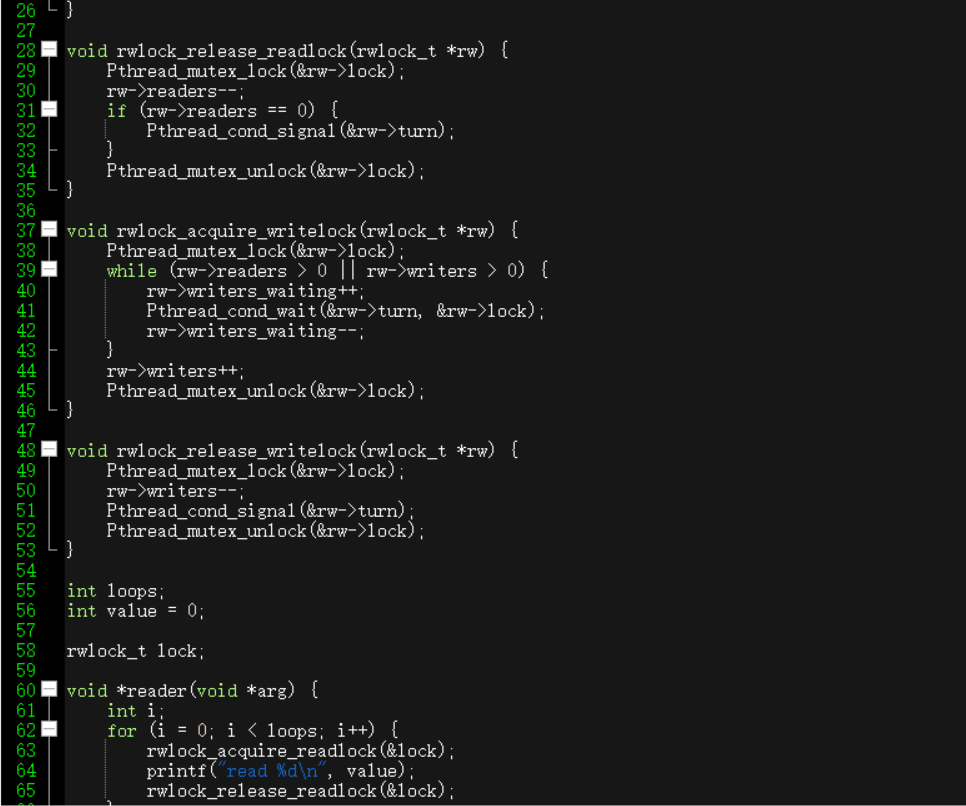 26 }
27
28 void rwlock_release_readlock(rwlock_t *rw) {
29     Pthread_mutex_lock(&rw->lock);
30     rw->readers--;
31     if (rw->readers == 0) {
32         Pthread_cond_signal(&rw->turn);
33     }
34     Pthread_mutex_unlock(&rw->lock);
35 }
36
37 void rwlock_acquire_writelock(rwlock_t *rw) {
38     Pthread_mutex_lock(&rw->lock);
39     while (rw->readers > 0 || rw->writers > 0) {
40         rw->writers_waiting++;
41         Pthread_cond_wait(&rw->turn, &rw->lock);
42         rw->writers_waiting--;
43     }
44     rw->writers++;
45     Pthread_mutex_unlock(&rw->lock);
46 }
47
48 void rwlock_release_writelock(rwlock_t *rw) {
49     Pthread_mutex_lock(&rw->lock);
50     rw->writers--;
51     Pthread_cond_signal(&rw->turn);
52     Pthread_mutex_unlock(&rw->lock);
53 }
54
55 int loops;
56 int value = 0;
57
58 rwlock_t lock;
59
60 void *reader(void *arg) {
61     int i;
62     for (i = 0; i < loops; i++) {
63         rwlock_acquire_readlock(&lock);
64         printf("read %d\n", value);
65         rwlock_release_readlock(&lock);